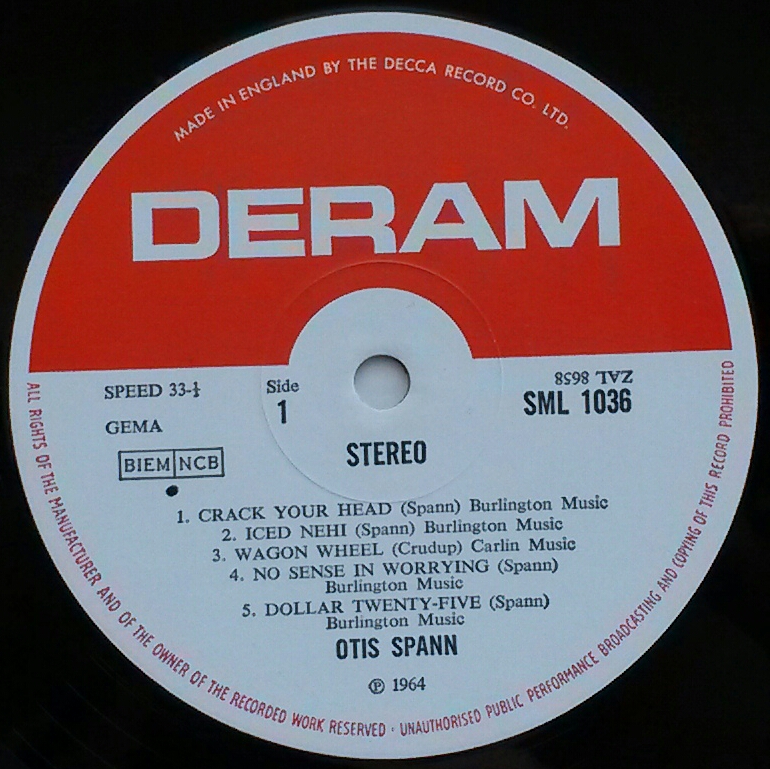 MADE IN ENGLAND BY THE DECCA RECORD CO. LTD.
DERAM
SPEED 33-⅓
GEMA
BIEM NCB
Side
1
STEREO
ZAL 8658
SML 1036
1. CRACK YOUR HEAD (Spann) Burlington Music
2. ICED NEHI (Spann) Burlington Music
3. WAGON WHEEL (Crudup) Carlin Music
4. NO SENSE IN WORRYING (Spann)
Burlington Music
5. DOLLAR TWENTY-FIVE (Spann)
Burlington Music
OTIS SPANN
℗ 1964
ALL RIGHTS OF THE MANUFACTURER AND OF THE OWNER OF THE RECORDED WORK RESERVED · UNAUTHORISED PUBLIC PERFORMANCE BROADCASTING AND COPYING OF THIS RECORD PROHIBITED